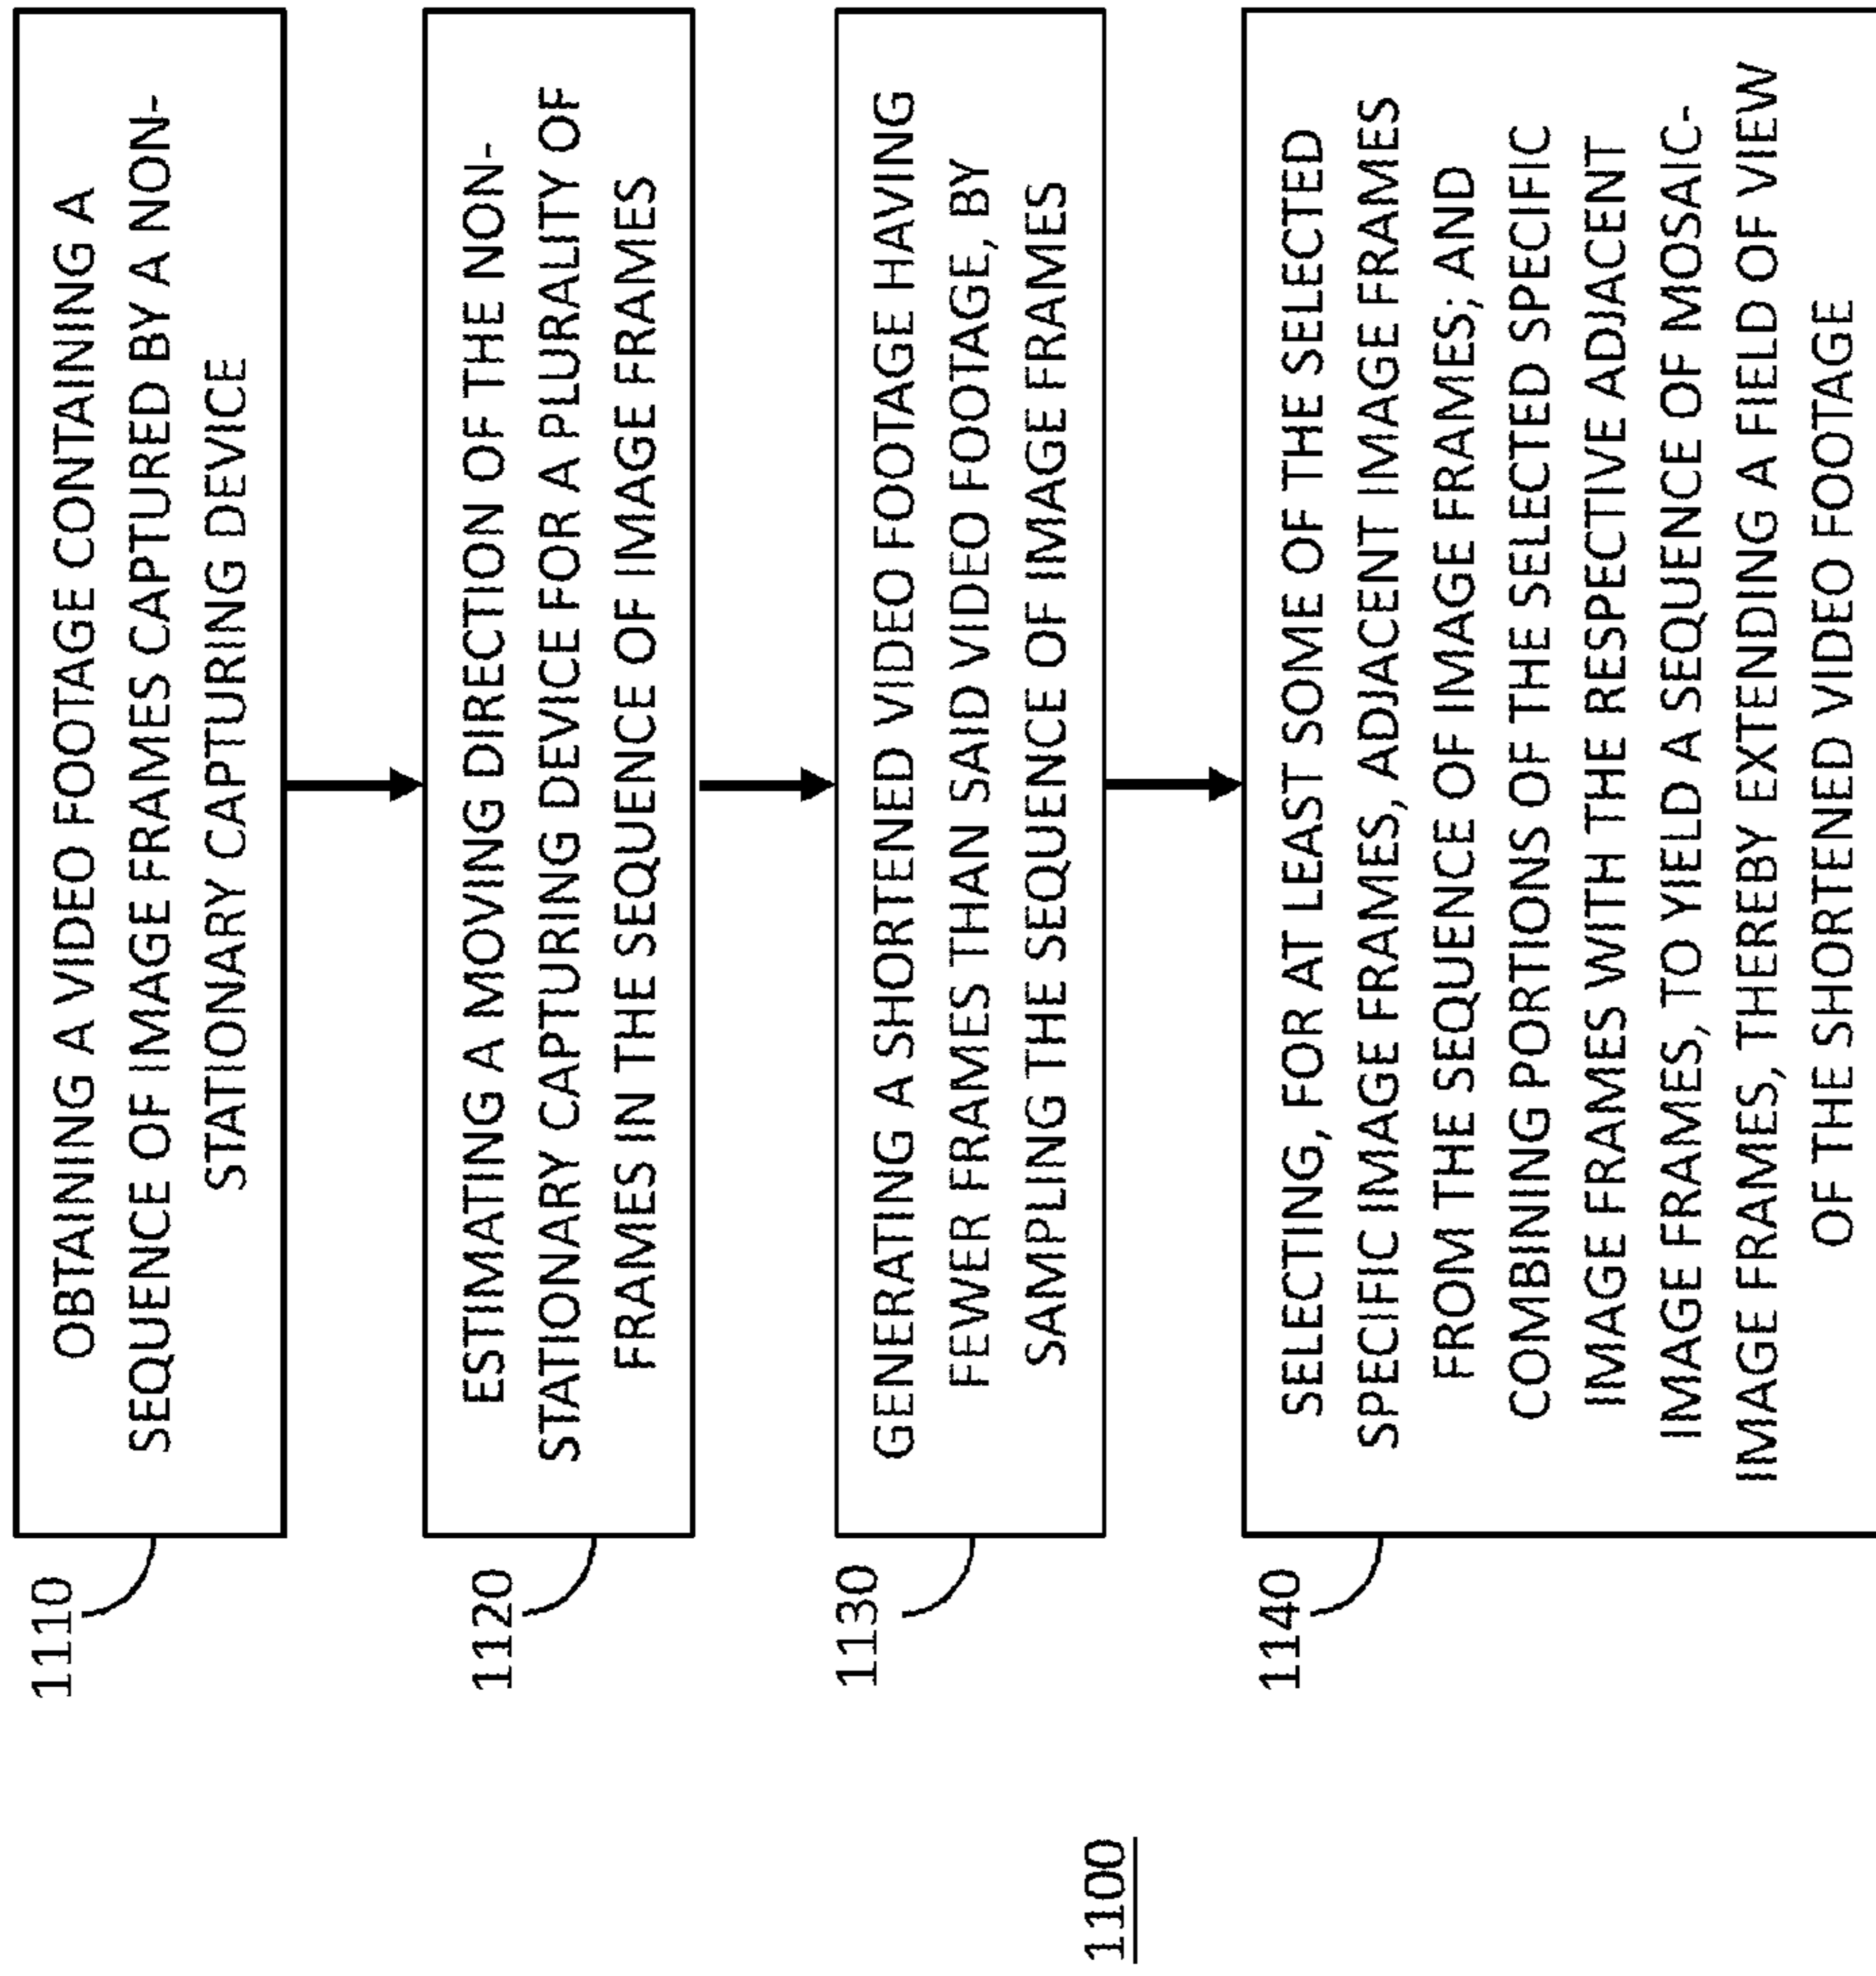 1110
OBTAINING A VIDEO FOOTAGE CONTAINING A
SEQUENCE OF IMAGE FRAMES CAPTURED BY A NON-
STATIONARY CAPTURING DEVICE
1120
ESTIMATING A MOVING DIRECTION OF THE NON-
STATIONARY CAPTURING DEVICE FOR A PLURALITY OF
FRAMES IN THE SEQUENCE OF IMAGE FRAMES
1130
GENERATING A SHORTENED VIDEO FOOTAGE HAVING
FEWER FRAMES THAN SAID VIDEO FOOTAGE, BY
SAMPLING THE SEQUENCE OF IMAGE FRAMES
1140
SELECTING, FOR AT LEAST SOME OF THE SELECTED
SPECIFIC IMAGE FRAMES, ADJACENT IMAGE FRAMES
FROM THE SEQUENCE OF IMAGE FRAMES; AND
COMBINING PORTIONS OF THE SELECTED SPECIFIC
IMAGE FRAMES WITH THE RESPECTIVE ADJACENT
IMAGE FRAMES, TO YIELD A SEQUENCE OF MOSAIC-
IMAGE FRAMES, THEREBY EXTENDING A FIELD OF VIEW
OF THE SHORTENED VIDEO FOOTAGE
1100